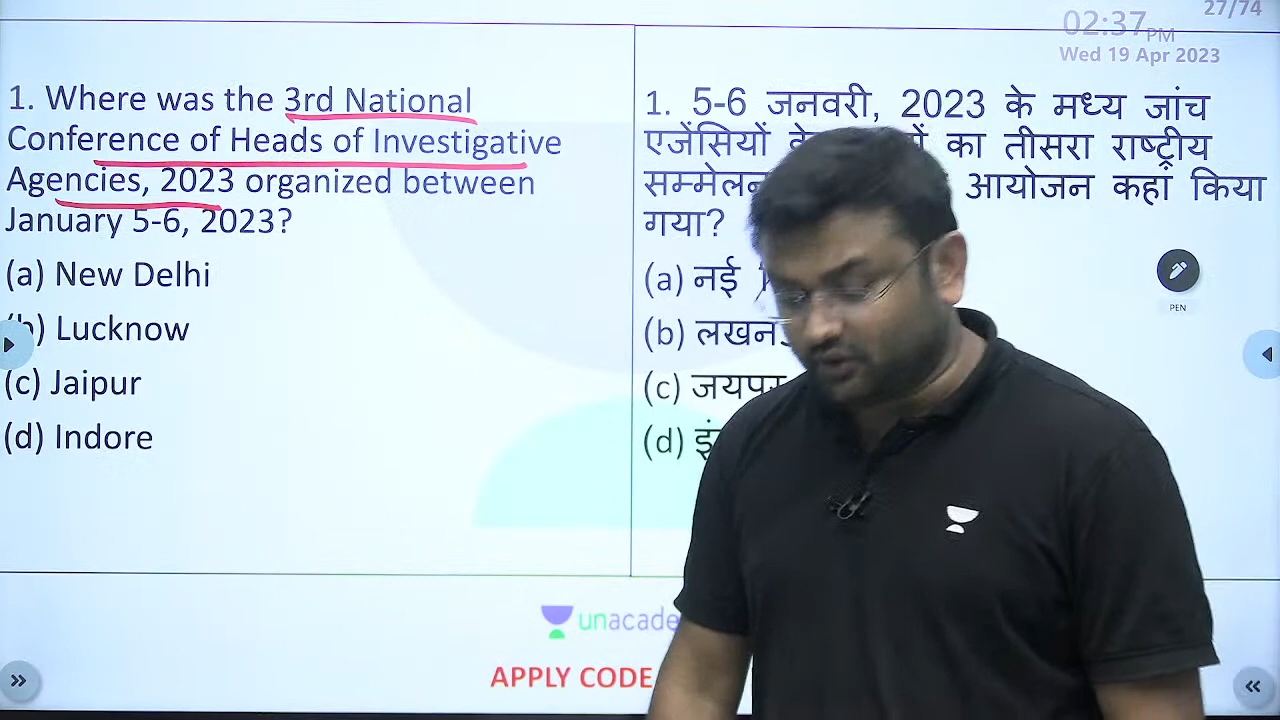 27/74
02:37 PM
Wed 19 Apr 2023
1. Where was the 3rd National
Conference of Heads of Investigative
Agencies, 2023 organized between
January 5-6, 2023?
(a) New Delhi
(b) Lucknow
(c) Jaipur
(d) Indore
1. 5-6 जनवरी, 2023 के मध्य जांच
एजेंसियों का तीसरा राष्ट्रीय
आयोजन कहां किया
गया?
(a) नई
(b)
(c)
(d)
PEN
APPLY CODE